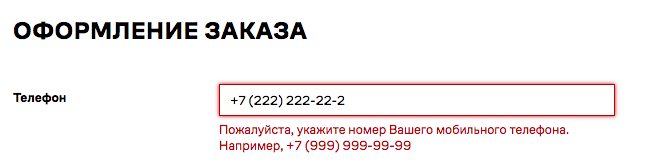 ОФОРМЛЕНИЕ ЗАКАЗА
Телефон
+7 (222) 222-22-2
Пожалуйста, укажите номер Вашего мобильного телефона.
Например, +7 (999) 999-99-99